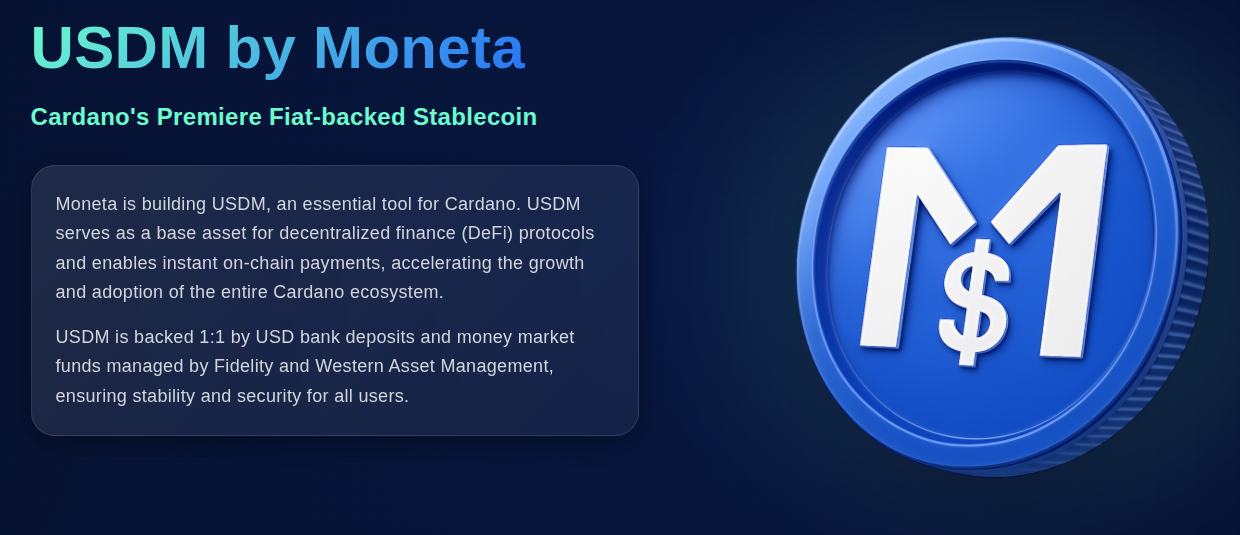 USDM by Moneta
Cardano's Premiere Fiat-backed Stablecoin
Moneta is building USDM, an essential tool for Cardano. USDM
serves as a base asset for decentralized finance (DeFi) protocols
and enables instant on-chain payments, accelerating the growth
and adoption of the entire Cardano ecosystem.
USDM is backed 1:1 by USD bank deposits and money market
funds managed by Fidelity and Western Asset Management,
ensuring stability and security for all users.
M
$